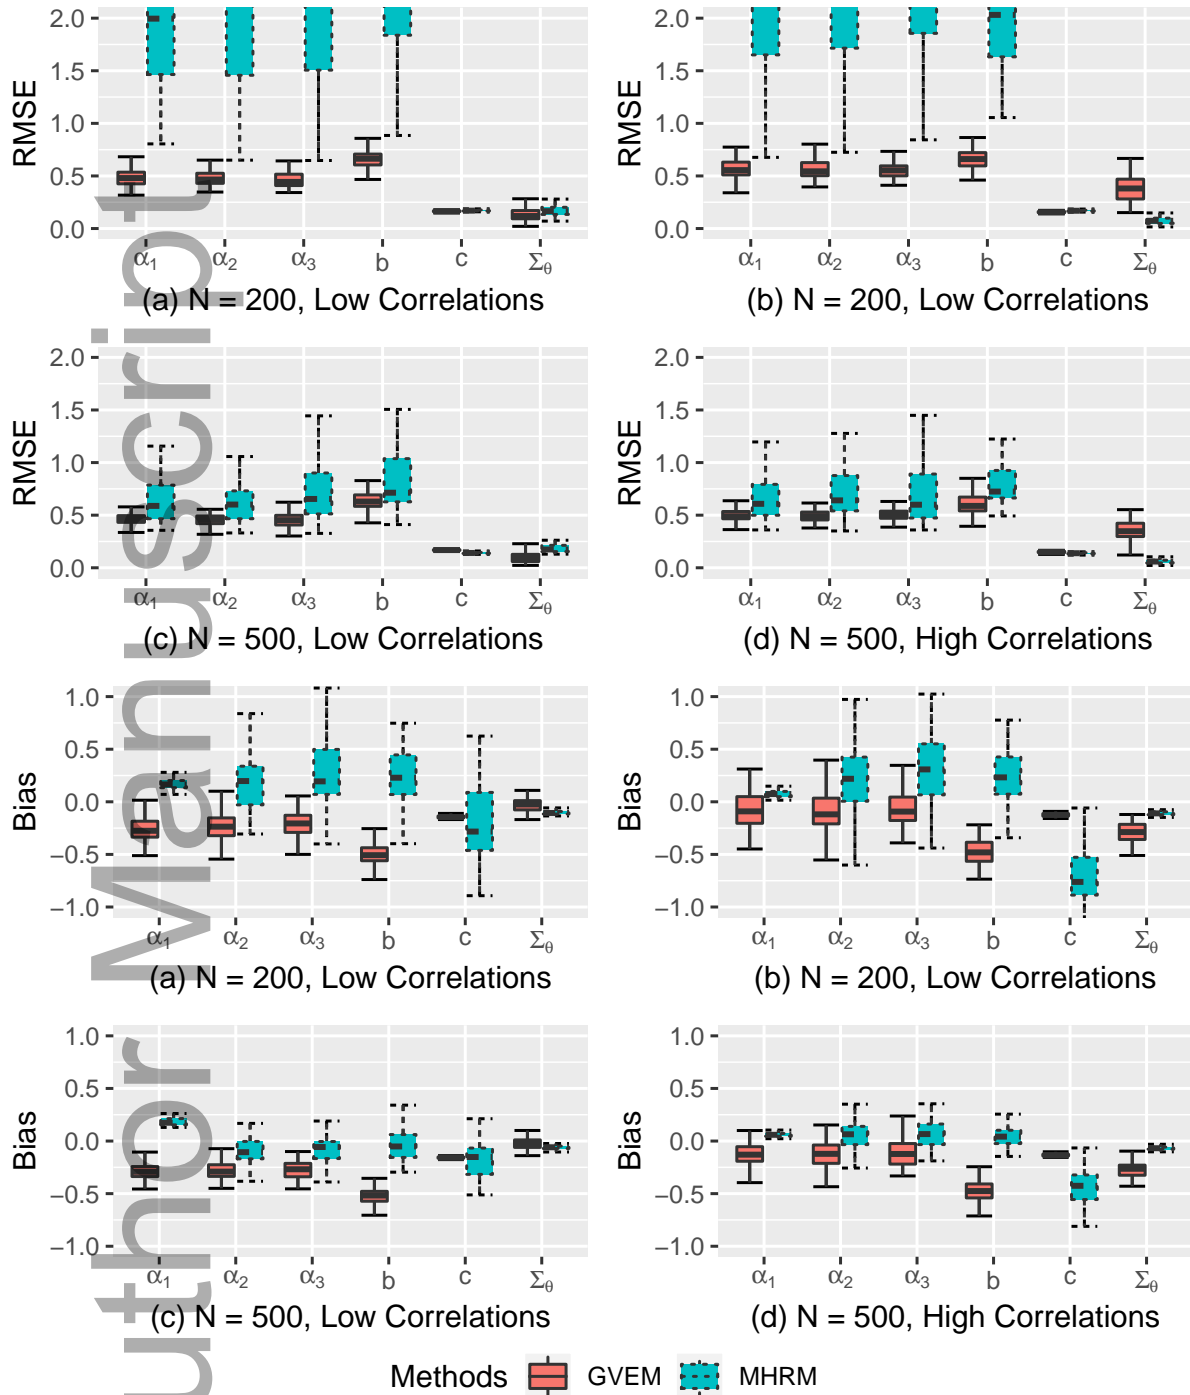 2.0
1.5
1.0
0.5
0.0
RMSE
α1 α2 α3 b c Σθ
(a) N = 200, Low Correlations
2.0
1.5
1.0
0.5
0.0
RMSE
α1 α2 α3 b c Σθ
(b) N = 200, Low Correlations
2.0
1.5
1.0
0.5
0.0
RMSE
α1 α2 α3 b c Σθ
(c) N = 500, Low Correlations
2.0
1.5
1.0
0.5
0.0
RMSE
α1 α2 α3 b c Σθ
(d) N = 500, High Correlations
1.0
0.5
0.0
−0.5
−1.0
Bias
α1 α2 α3 b c Σθ
(a) N = 200, Low Correlations
1.0
0.5
0.0
−0.5
−1.0
Bias
α1 α2 α3 b c Σθ
(b) N = 200, Low Correlations
1.0
0.5
0.0
−0.5
−1.0
Bias
α1 α2 α3 b c Σθ
(c) N = 500, Low Correlations
1.0
0.5
0.0
−0.5
−1.0
Bias
α1 α2 α3 b c Σθ
(d) N = 500, High Correlations
Methods GVEM MHRM
uthor Manuscript